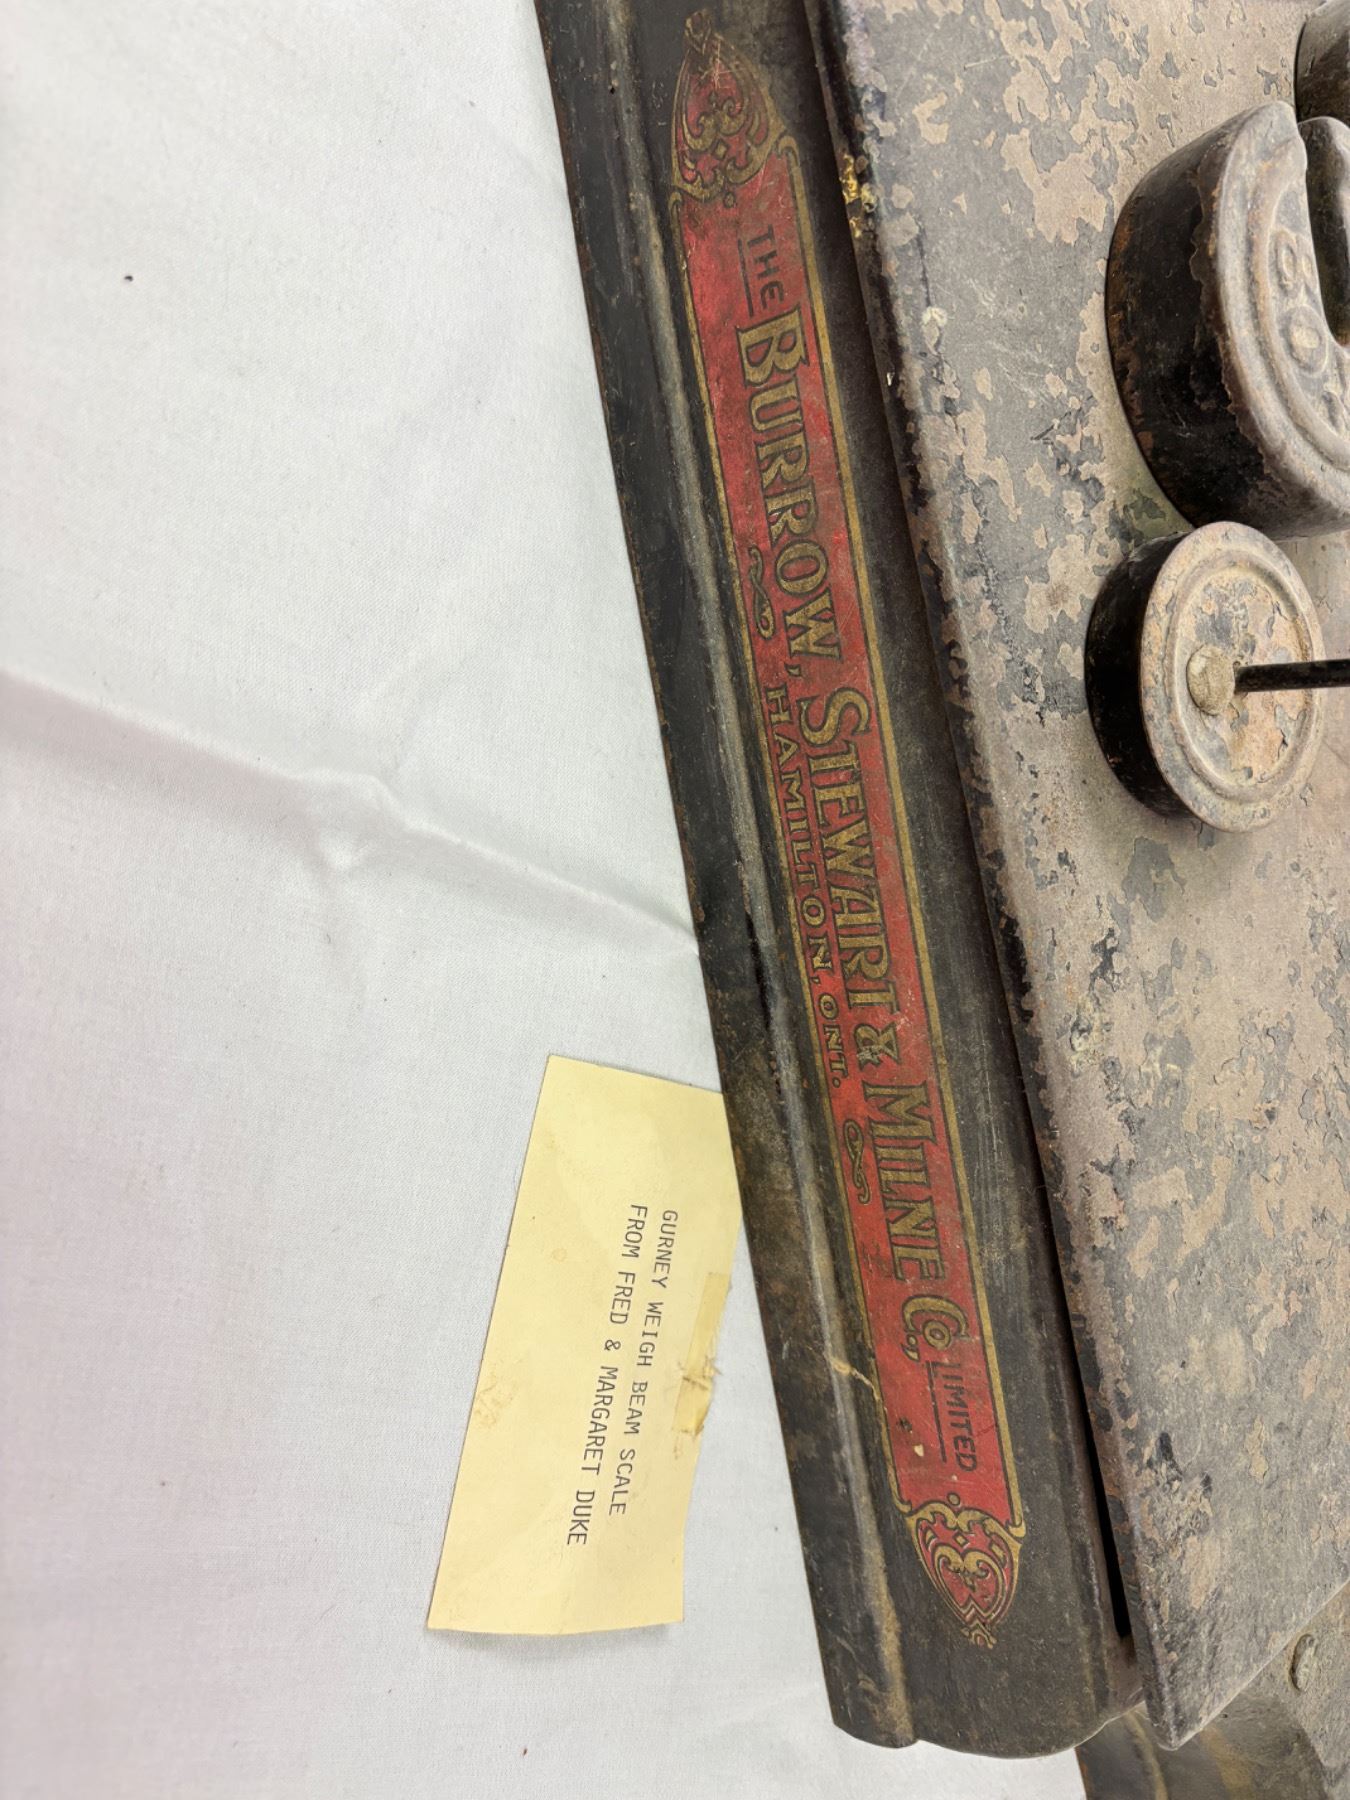 THE BURROW, STEWART & MILNE CO., LIMITED
HAMILTON, ONT.
GURNEY WEIGH BEAM SCALE
FROM FRED & MARGARET DUKE